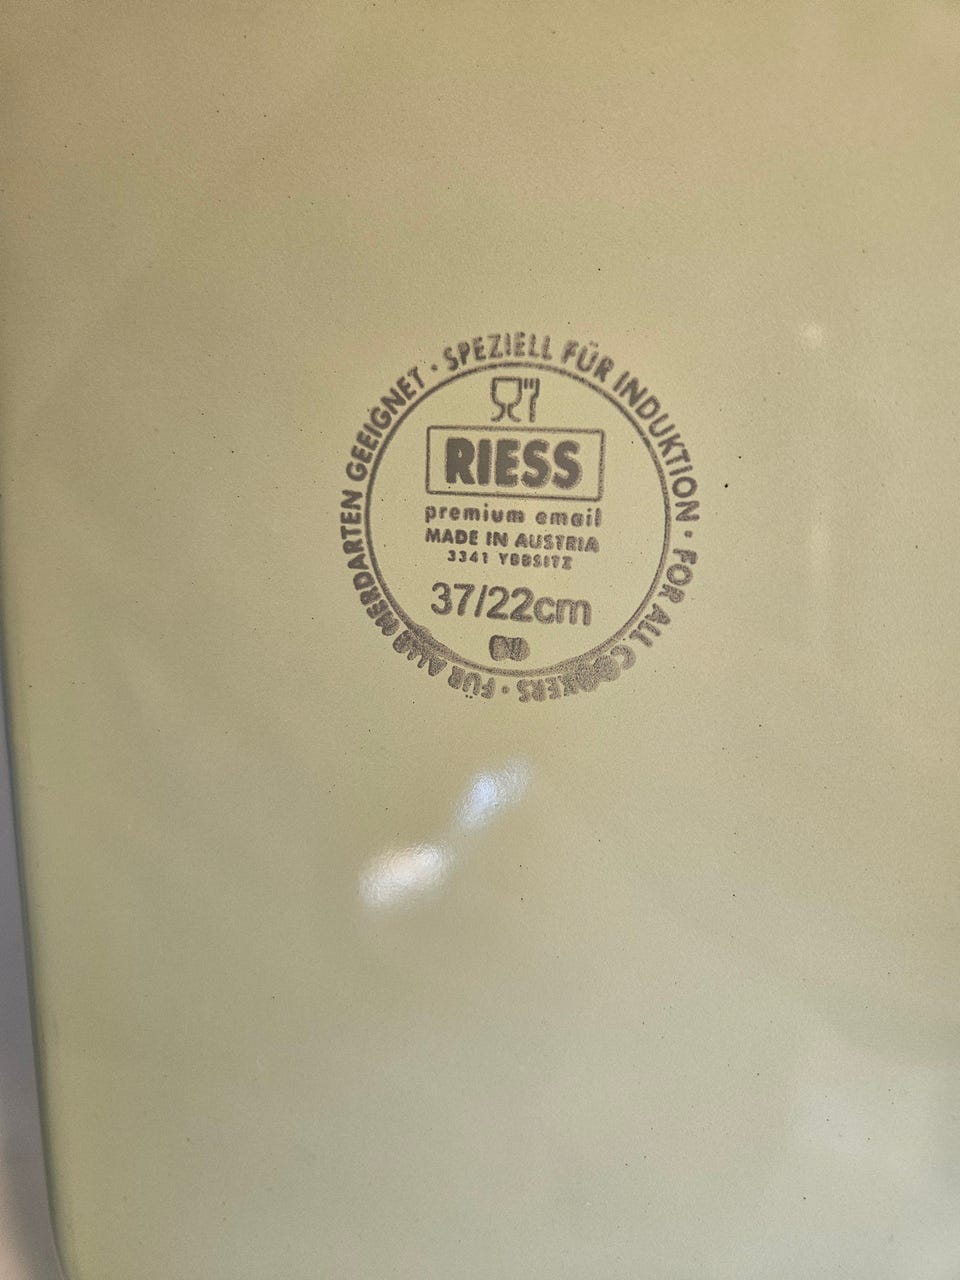 SPEZIELL FÜR INDUKTION · FOR ALL COOKERS · FÜR ALLE HERDARTEN GEEIGNET ·
RIESS
premium email
MADE IN AUSTRIA
3341 YBBSITZ
37/22cm